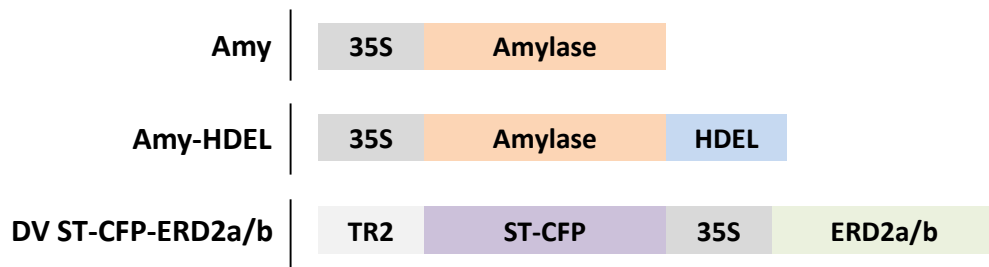 Amy 35S Amylase
Amy-HDEL 35S Amylase HDEL
DV ST-CFP-ERD2a/b TR2 ST-CFP 35S ERD2a/b